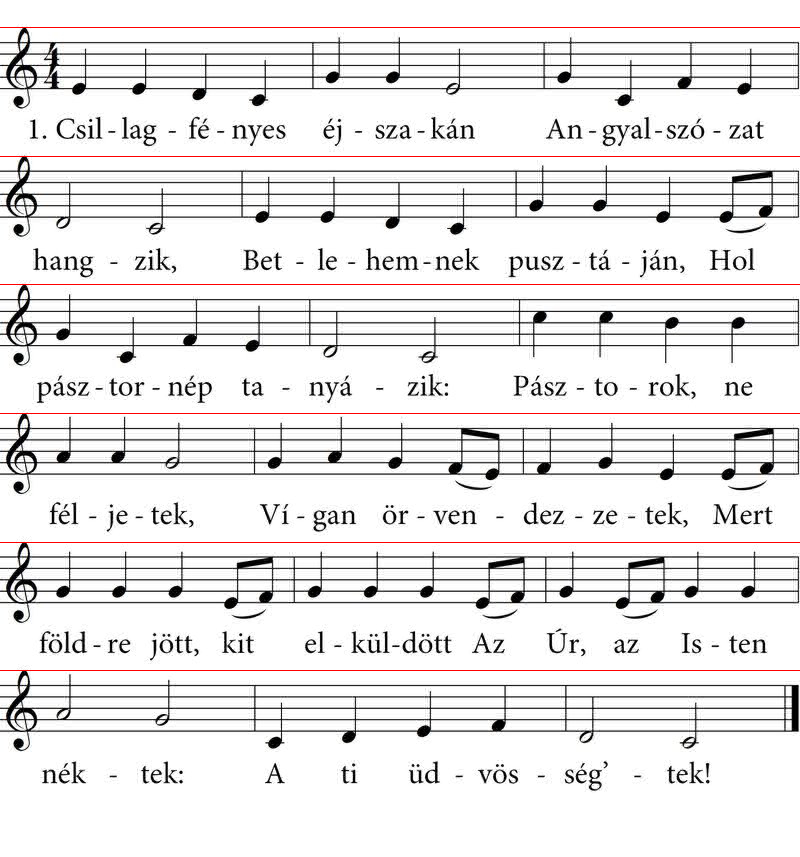 1. Csil - lag - fé - nyes éj - sza - kán An - gyal - szó - zat
hang - zik, Bet - le - hem - nek pusz - tá - ján, Hol
pász - tor - nép ta - nyá - zik: Pász - to - rok, ne
fél - je - tek, Ví - gan ör - ven - dez - ze - tek, Mert
föld - re jött, kit el - kül - dött Az Úr, az Is - ten
nék - tek: A ti üd - vös - ség’ - tek!